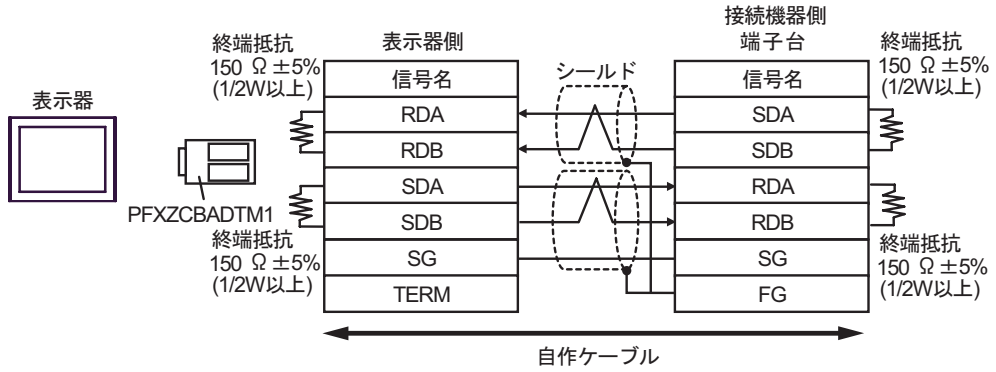 接続機器側
端子台
表示器側
終端抵抗
150 Ω ±5%
(1/2W以上)
終端抵抗
150 Ω ±5%
(1/2W以上)
シールド
表示器
信号名
信号名
RDA
SDA
RDB
SDB
SDA
RDA
SDB
RDB
SG
SG
TERM
FG
PFXZCBADTM1
終端抵抗
150 Ω ±5%
(1/2W以上)
終端抵抗
150 Ω ±5%
(1/2W以上)
自作ケーブル